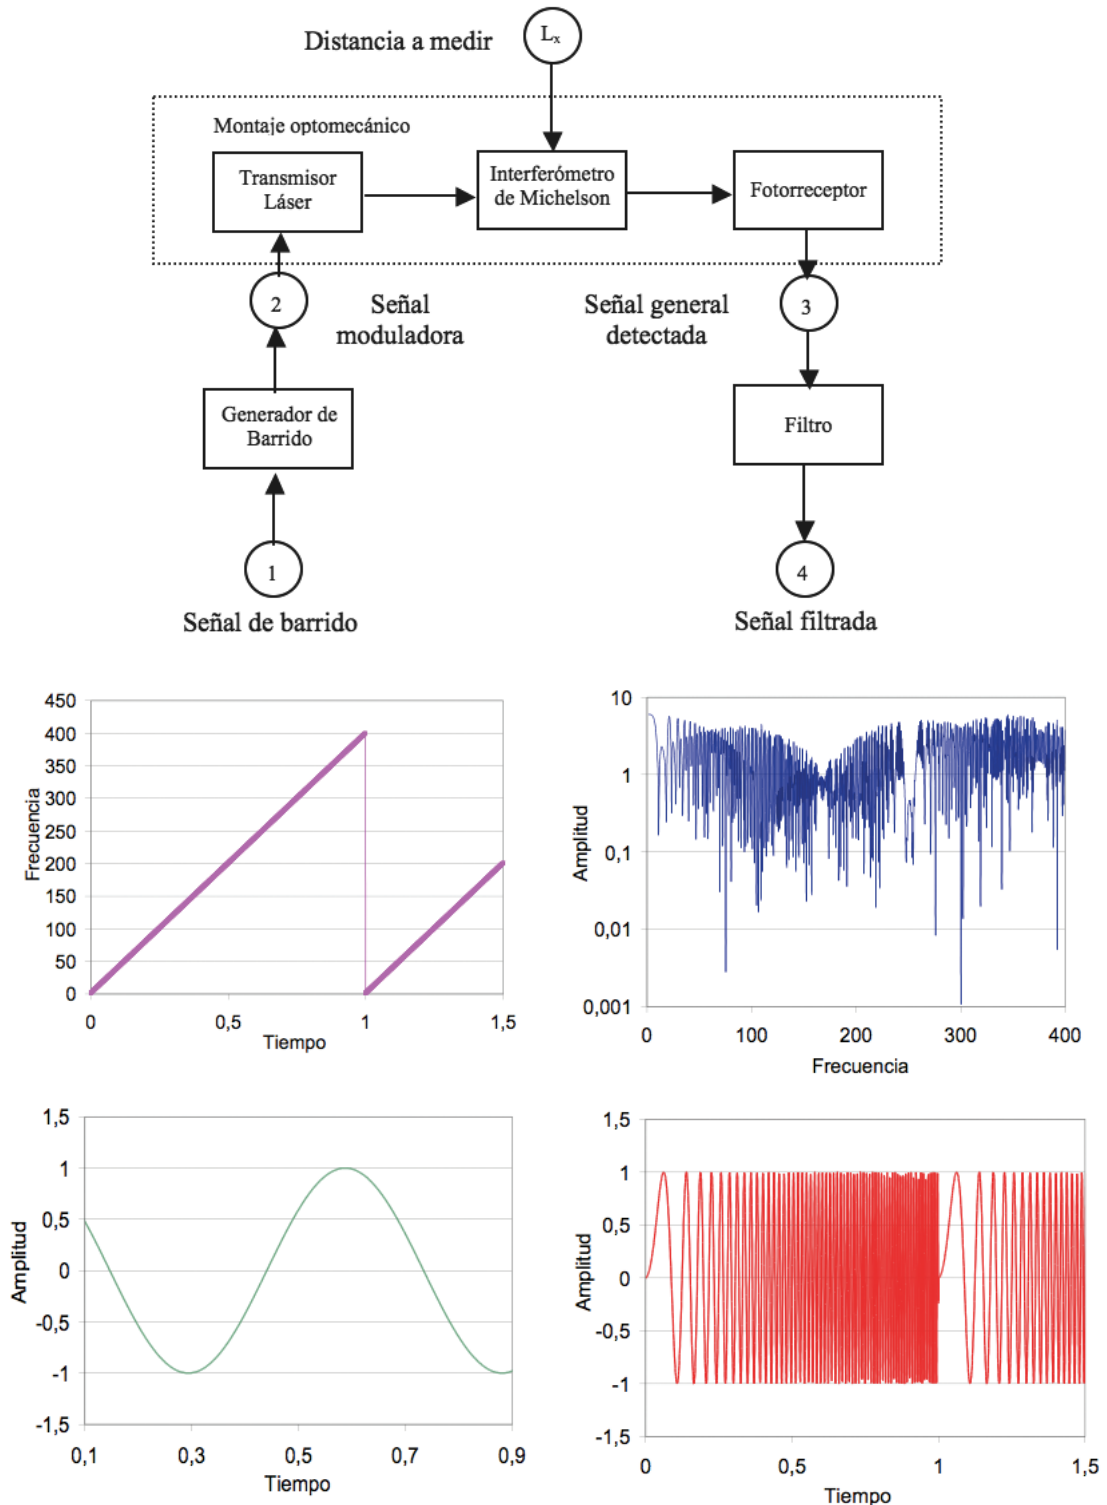 Distancia a medir
Lx
Montaje optomecánico
Transmisor
Láser
Interferómetro
de Michelson
Fotorreceptor
2
Señal
moduladora
Señal general
detectada
3
Generador de
Barrido
Filtro
1
4
Señal de barrido
Señal filtrada
450
400
350
300
250
200
150
100
50
0
Frecuencia
0
0,5
1
1,5
Tiempo
10
1
0,1
0,01
0,001
Amplitud
0
100
200
300
400
Frecuencia
1,5
1
0,5
0
-0,5
-1
-1,5
Amplitud
0,1
0,3
0,5
0,7
0,9
Tiempo
1,5
1
0,5
0
-0,5
-1
-1,5
Amplitud
0
0,5
1
1,5
Tiempo